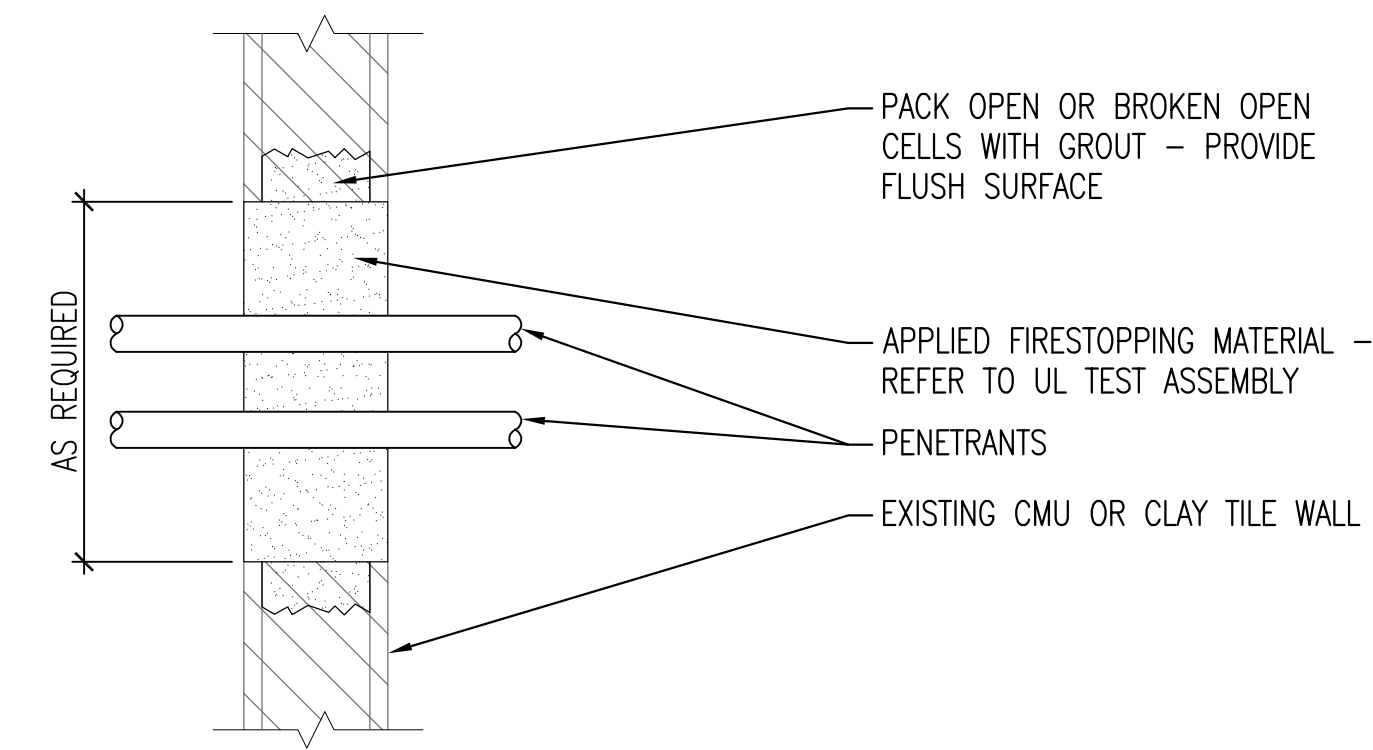 PACK OPEN OR BROKEN OPEN
CELLS WITH GROUT – PROVIDE
FLUSH SURFACE
AS REQUIRED
APPLIED FIRESTOPPING MATERIAL –
REFER TO UL TEST ASSEMBLY
PENETRANTS
EXISTING CMU OR CLAY TILE WALL